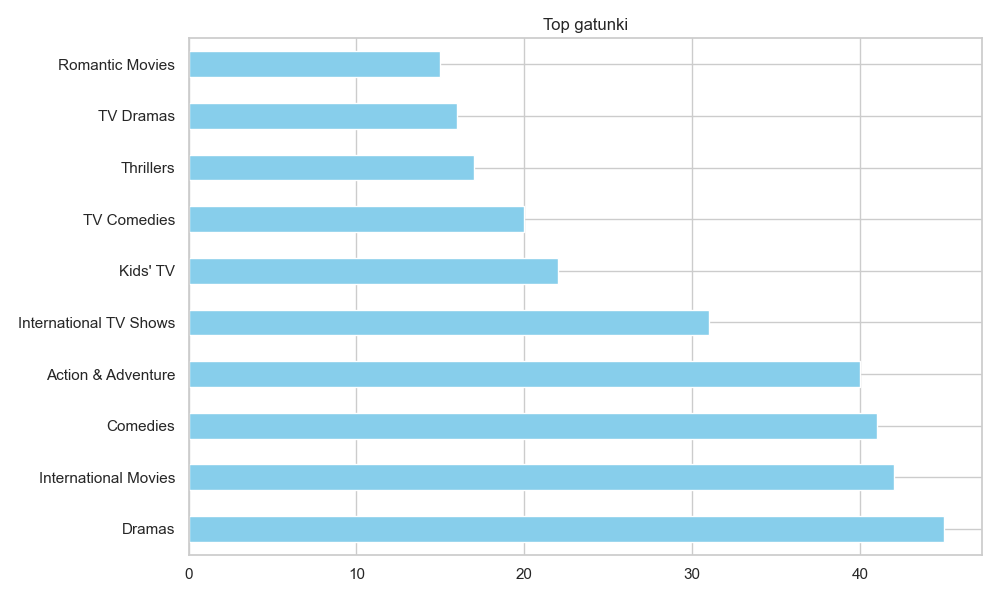 Top gatunki
Romantic Movies
TV Dramas
Thrillers
TV Comedies
Kids' TV
International TV Shows
Action & Adventure
Comedies
International Movies
Dramas
0 10 20 30 40